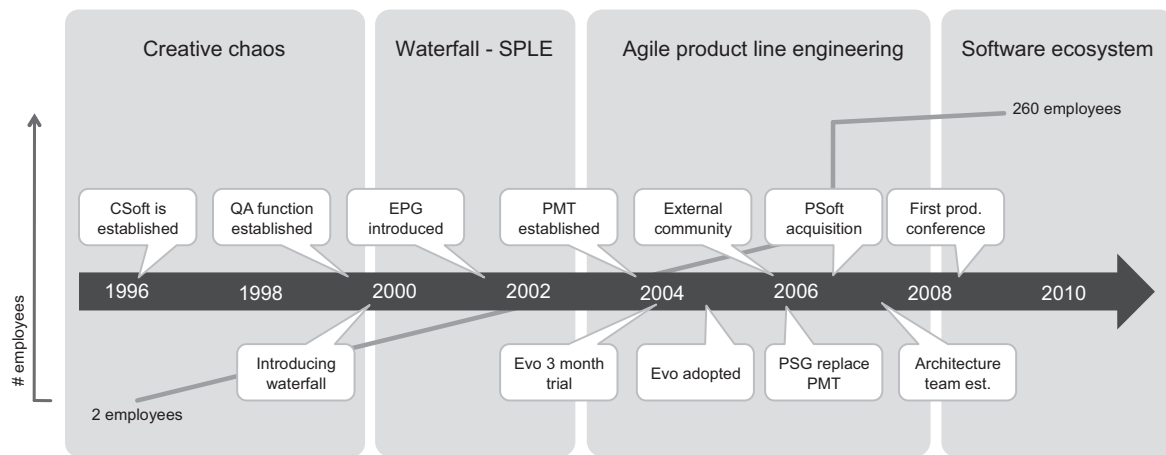 Creative chaos
Waterfall - SPLE
Agile product line engineering
Software ecosystem
# employees
260 employees
CSoft is
established
QA function
established
EPG
introduced
PMT
established
External
community
PSoft
acquisition
First prod.
conference
1996
1998
2000
2002
2004
2006
2008
2010
Introducing
waterfall
Evo 3 month
trial
Evo adopted
PSG replace
PMT
Architecture
team est.
2 employees